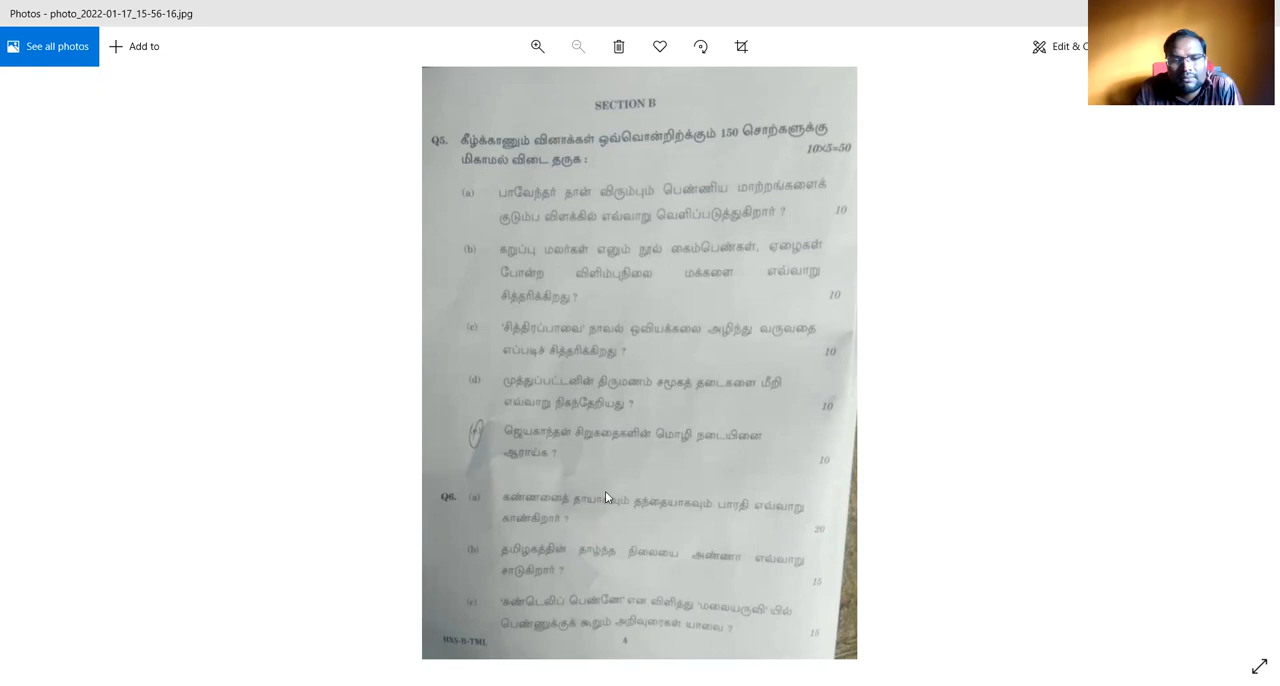 Photos - photo_2022-01-17_15-56-16.jpg
See all photos
Add to
Edit & C
SECTION B
Q5. கீழ்க்காணும் வினாக்கள் ஒவ்வொன்றிற்க்கும் 150 சொற்களுக்கு
மிகாமல் விடை தருக : 10×5=50
(a) பாவேந்தர் தான் விரும்பும் பெண்ணிய மாற்றங்களைக்
குடும்ப விளக்கில் எவ்வாறு வெளிப்படுத்துகிறார் ? 10
(b) கறுப்பு மலர்கள் எனும் நூல் கைம்பெண்கள், ஏழைகள்
போன்ற விளிம்புநிலை மக்களை எவ்வாறு
சித்தரிக்கிறது ? 10
(c) 'சித்திரப்பாவை' நாவல் ஓவியக்கலை அழிந்து வருவதை
எப்படிச் சித்தரிக்கிறது ? 10
(d) முத்துப்பட்டனின் திருமணம் சமூகத் தடைகளை மீறி
எவ்வாறு நிகந்தேறியது ? 10
(e) ஜெயகாந்தன் சிறுகதைகளின் மொழி நடையினை
ஆராய்க ? 10
Q6. (a) கண்ணனைத் தந்தையாகவும் பாரதி எவ்வாறு
காண்கிறார் ? 20
(b) தமிழகத்தின் தாழ்ந்த நிலையை அண்ணா எவ்வாறு
சாடுகிறார் ? 15
(c) 'சுண்டெலிப் பெண்ணே' என விளித்து 'மலையருவி' யில்
பெண்ணுக்குக் கூறும் அறிவுரைகள் யாவை ? 15
HXS-B-TML 4